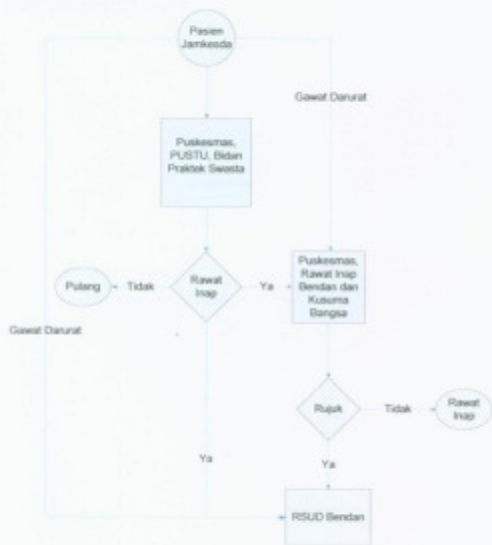 Pasien
Jamkesda
Gawat Darurat
Puskesmas,
PUSTU, Bidan
Praktek Swasta
Pulang
Tidak
Rawat
Inap
Ya
Puskesmas,
Rawat Inap
Bendan dan
Kusuma
Bangsa
Gawat Darurat
Rujuk
Tidak
Rawat
Inap
Ya
Ya
RSUD Bendan